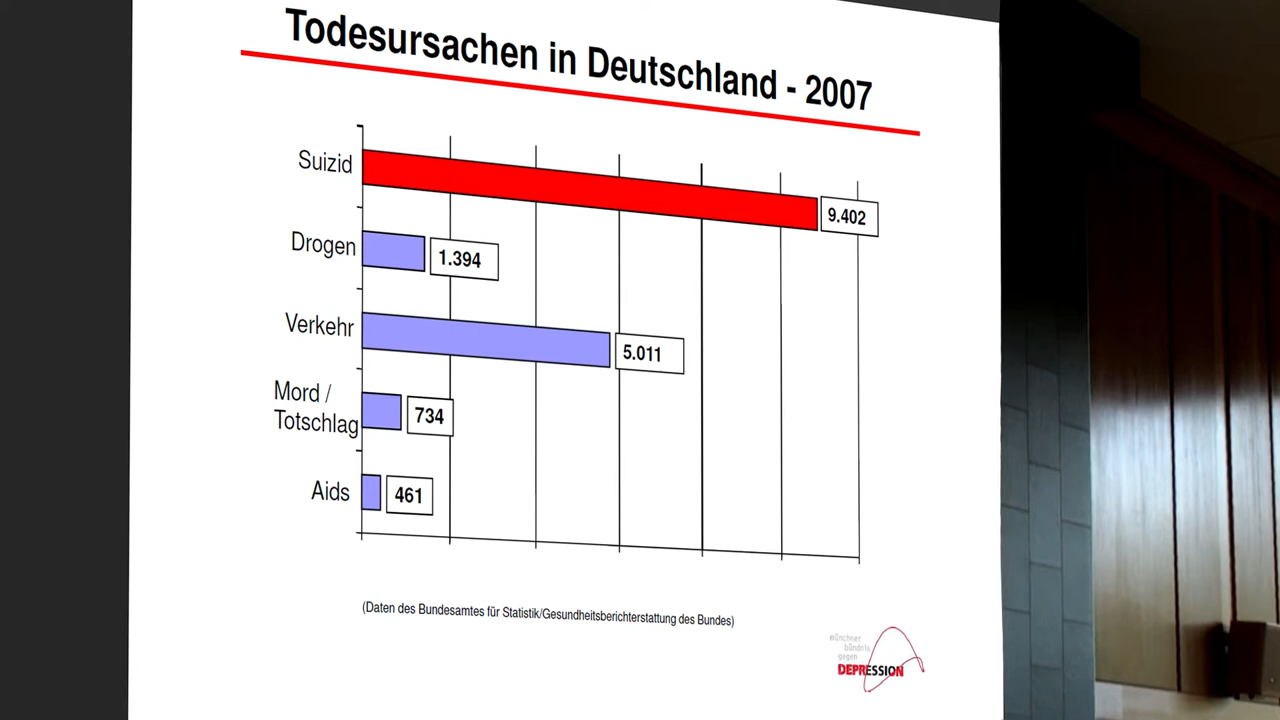 Todesursachen in Deutschland - 2007
Suizid
9.402
Drogen
1.394
Verkehr
5.011
Mord /
Totschlag
734
Aids
461
(Daten des Bundesamtes für Statistik/Gesundheitsberichterstattung des Bundes)
münchner
bündnis
gegen
DEPRESSION